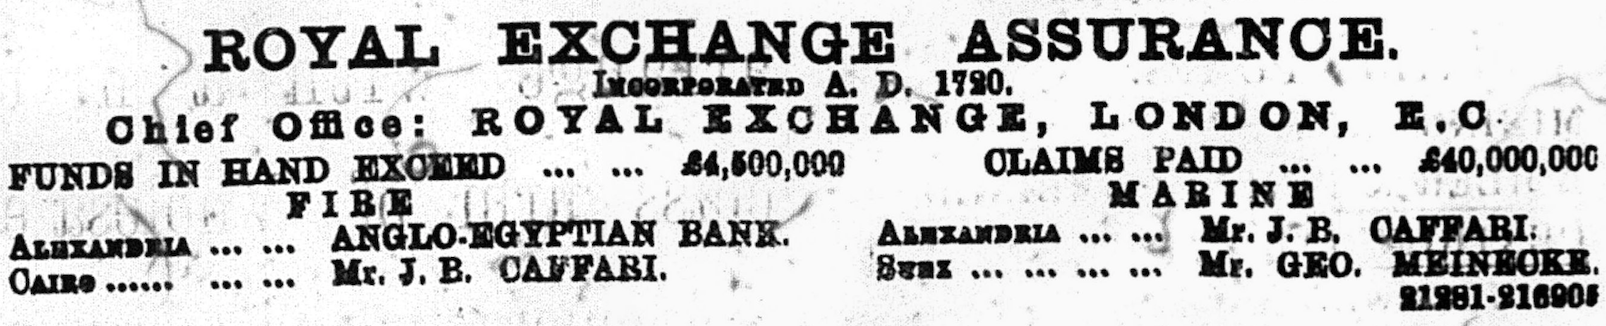 ROYAL EXCHANGE ASSURANCE.
INCORPORATED A. D. 1720.
Chief Office: ROYAL EXCHANGE, LONDON, E.C.
FUNDS IN HAND EXCEED ... ... £4,500,000
CLAIMS PAID ... ... £40,000,000
FIRE
ALEXANDRIA ... ... ANGLO-EGYPTIAN BANK.
CAIRO ...... ... ... Mr. J. B. CAFFARI.
MARINE
ALEXANDRIA ... ... Mr. J. B. CAFFARI.
SUEZ ... ... ... ... Mr. GEO. MEINECKE.